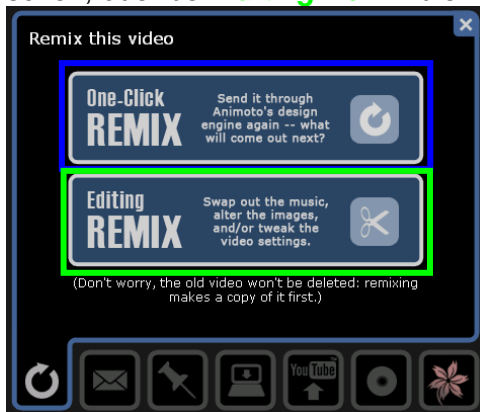 Remix this video
One-Click
REMIX
Send it through
Animoto's design
engine again -- what
will come out next?
Editing
REMIX
Swap out the music,
alter the images,
and/or tweak the
video settings.
(Don't worry, the old video won't be deleted: remixing
makes a copy of it first.)
You Tube